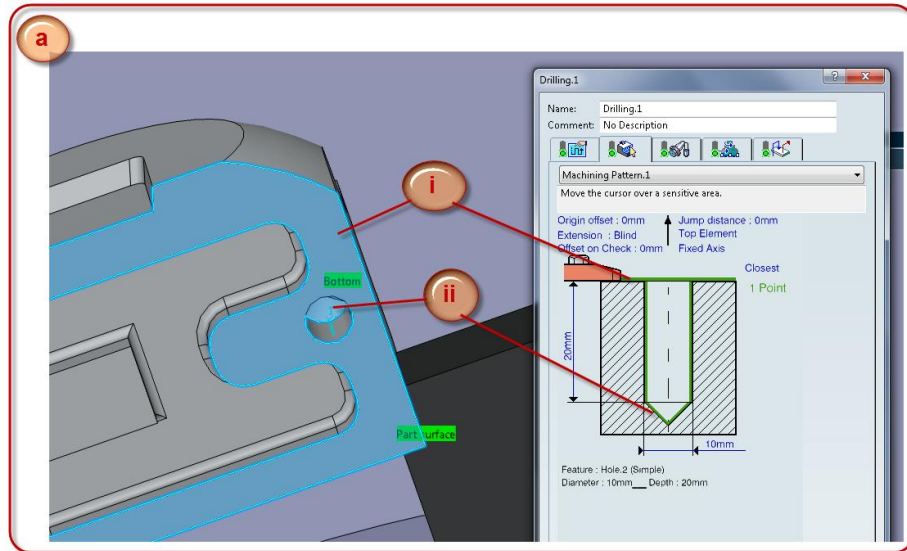 a
i
ii
Bottom
Part surface
Drilling.1
?
x
Name: Drilling.1
Comment: No Description
Machining Pattern.1
Move the cursor over a sensitive area.
Origin offset : 0mm Jump distance : 0mm
Extension : Blind Top Element
Offset on Check : 0mm Fixed Axis
Closest
1 Point
20mm
10mm
Feature : Hole.2 (Simple)
Diameter : 10mm Depth : 20mm